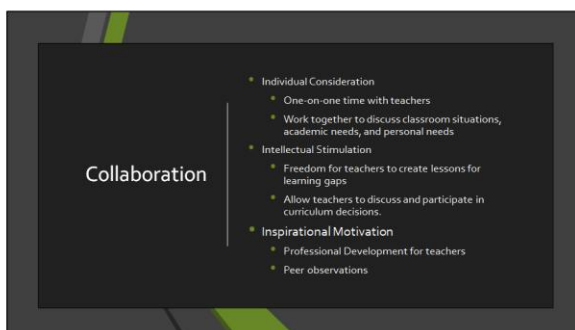 Collaboration
Individual Consideration
One-on-one time with teachers
Work together to discuss classroom situations,
academic needs, and personal needs
Intellectual Stimulation
Freedom for teachers to create lessons for
learning gaps
Allow teachers to discuss and participate in
curriculum decisions.
Inspirational Motivation
Professional Development for teachers
Peer observations